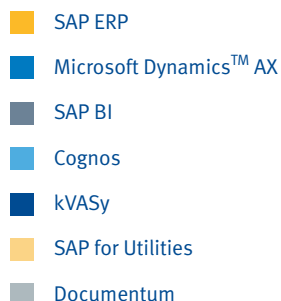 SAP ERP
Microsoft Dynamics™ AX
SAP BI
Cognos
kVASy
SAP for Utilities
Documentum